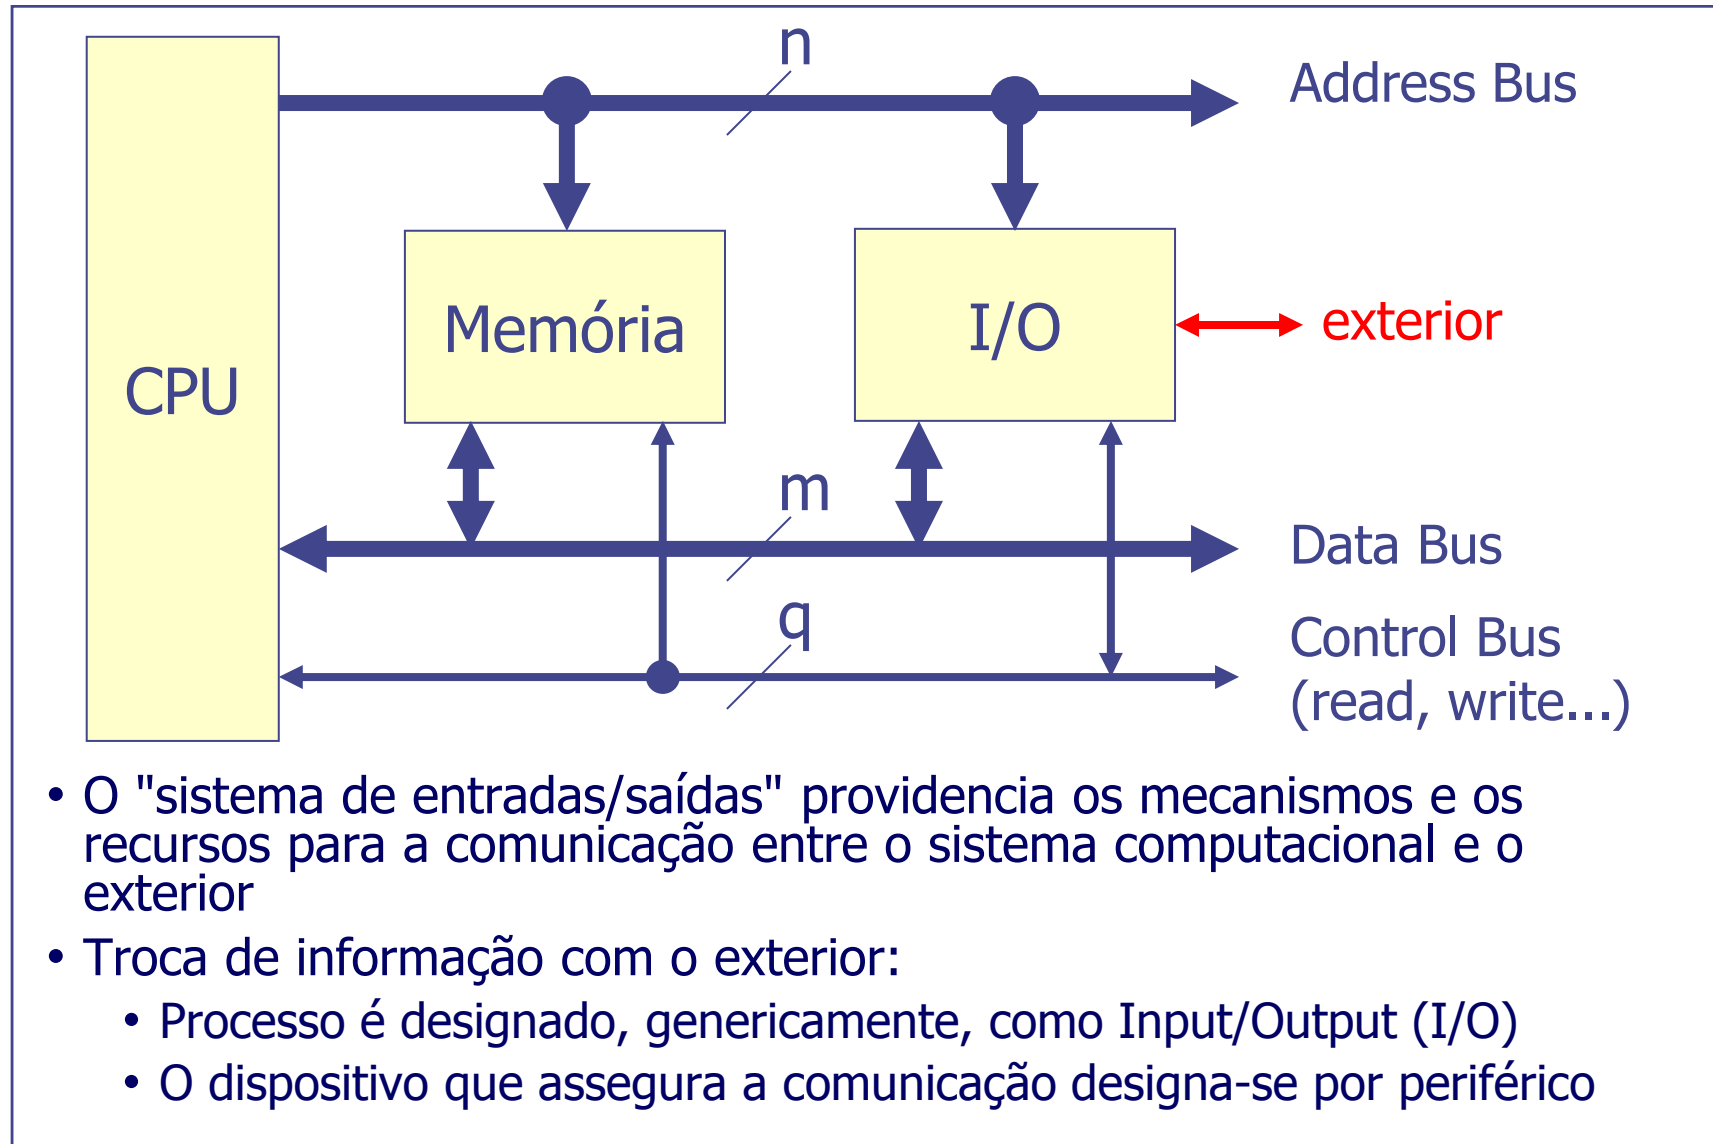 n
Address Bus
Memória
I/O
exterior
CPU
m
Data Bus
q
Control Bus
(read, write...)
• O "sistema de entradas/saídas" providencia os mecanismos e os
recursos para a comunicação entre o sistema computacional e o
exterior
• Troca de informação com o exterior:
• Processo é designado, genericamente, como Input/Output (I/O)
• O dispositivo que assegura a comunicação designa-se por periférico